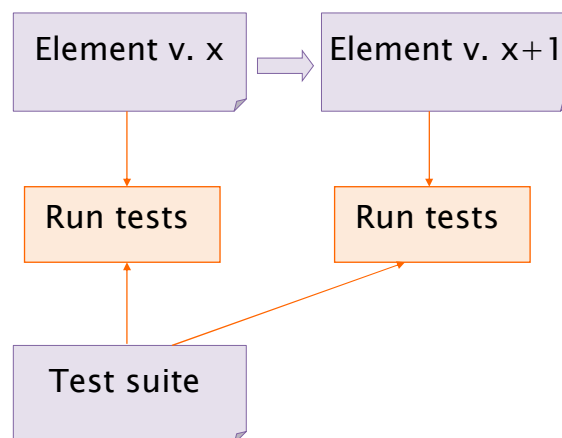 Element v. x
Element v. x+1
Run tests
Run tests
Test suite